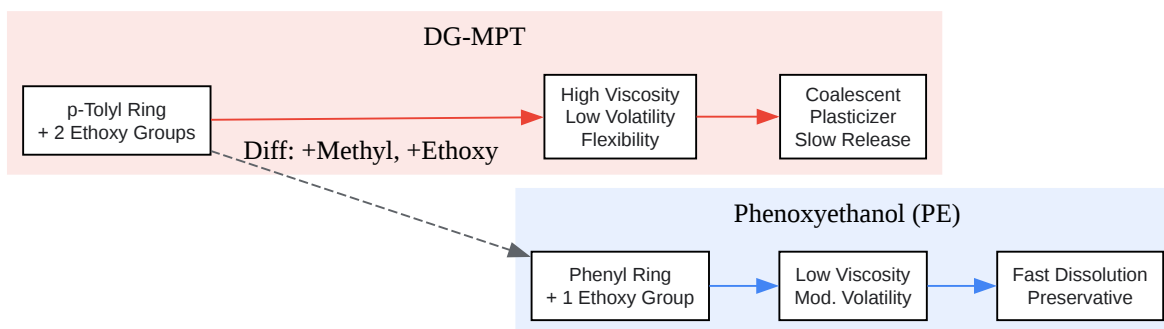 DG-MPT
p-Tolyl Ring
+ 2 Ethoxy Groups
High Viscosity
Low Volatility
Flexibility
Coalescent
Plasticizer
Slow Release
Diff: +Methyl, +Ethoxy
Phenoxyethanol (PE)
Phenyl Ring
+ 1 Ethoxy Group
Low Viscosity
Mod. Volatility
Fast Dissolution
Preservative